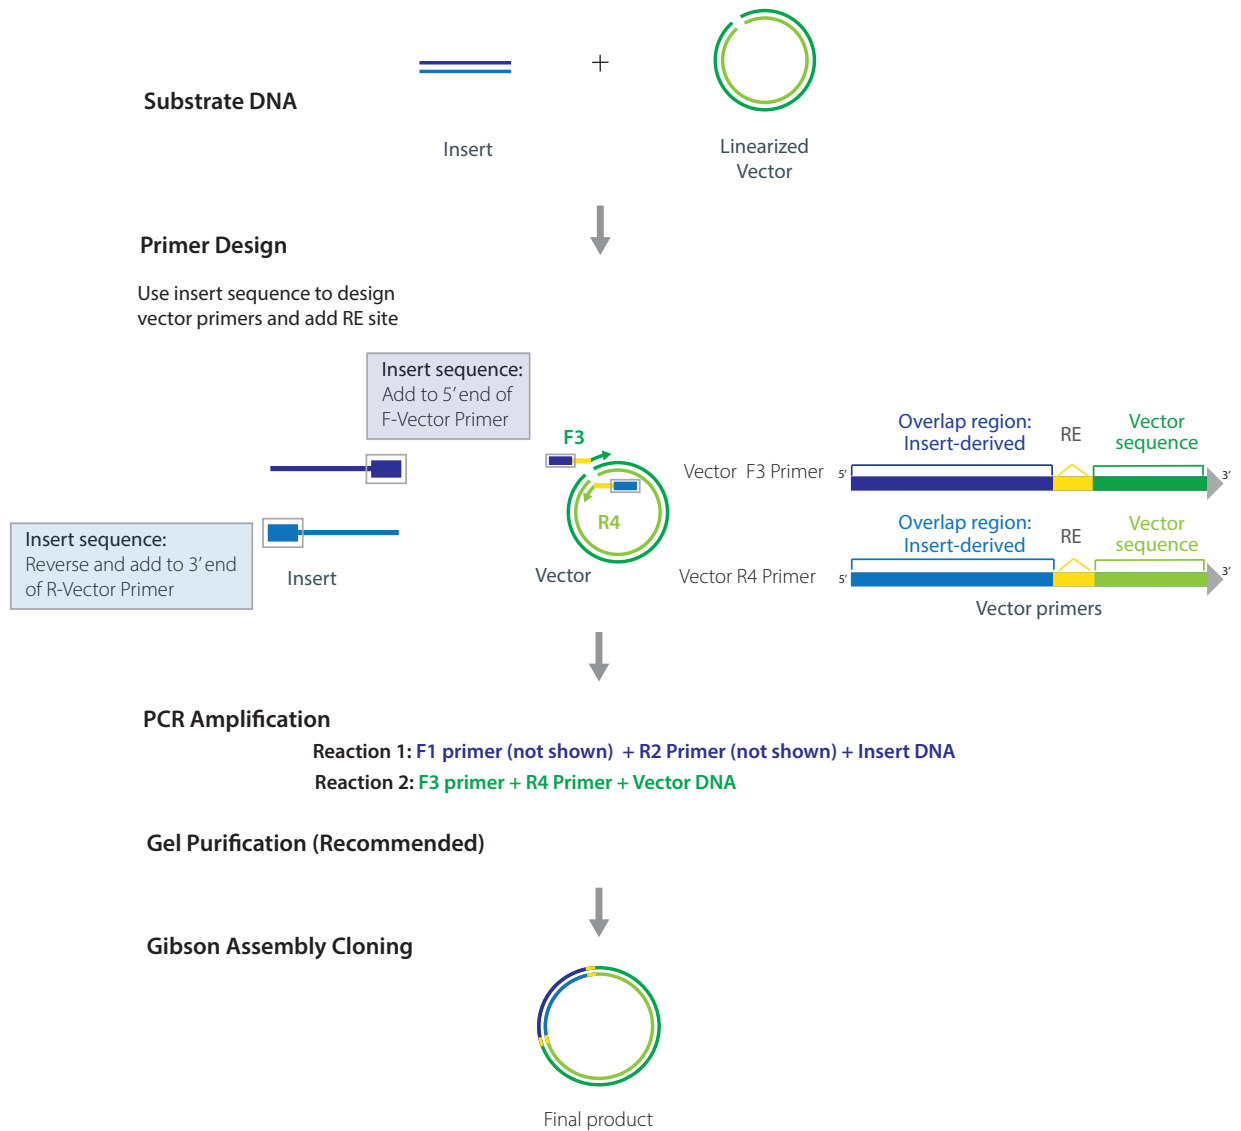 Substrate DNA
Insert
+
Linearized
Vector
Primer Design
Use insert sequence to design
vector primers and add RE site
Insert sequence:
Add to 5’ end of
F-Vector Primer
Insert sequence:
Reverse and add to 3’ end
of R-Vector Primer
Insert
F3
R4
Vector
Vector F3 Primer
5’
Overlap region:
Insert-derived
RE
Vector
sequence
3’
Vector R4 Primer
5’
Overlap region:
Insert-derived
RE
Vector
sequence
3’
Vector primers
PCR Amplification
Reaction 1: F1 primer (not shown) + R2 Primer (not shown) + Insert DNA
Reaction 2: F3 primer + R4 Primer + Vector DNA
Gel Purification (Recommended)
Gibson Assembly Cloning
Final product